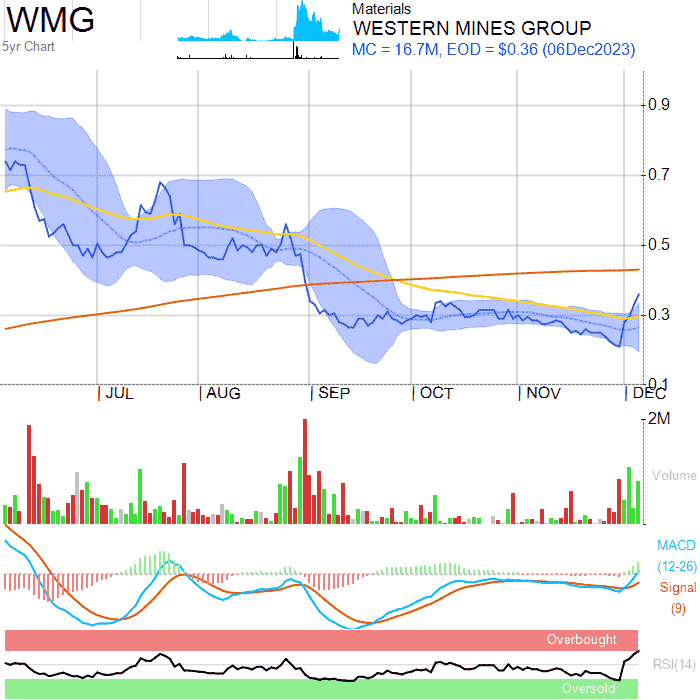 WMG
5yr Chart
Materials
WESTERN MINES GROUP
MC = 16.7M, EOD = $0.36 (06Dec2023)
0.9
0.7
0.5
0.3
0.1
JUL AUG SEP OCT NOV DEC
2M
Volume
MACD
(12-26)
Signal
(9)
Overbought
RSI(14)
Oversold